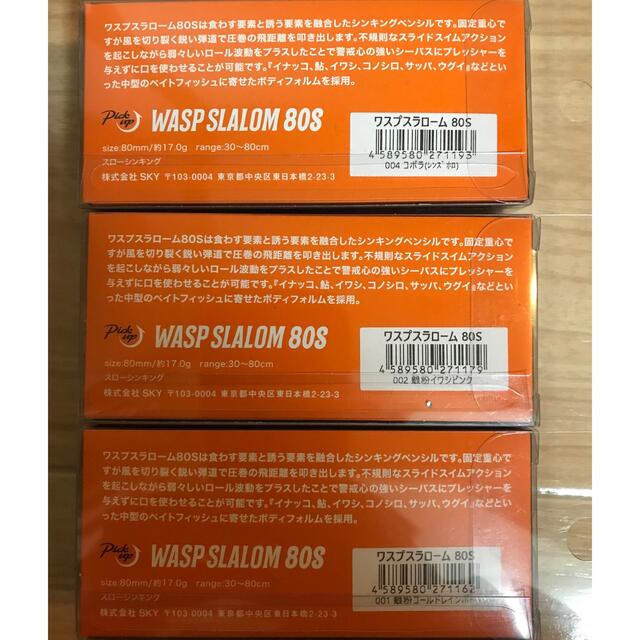 ワスプスラローム80Sは食わす要素と誘う要素を融合したシンキングペンシルです。固定重心で
すが風を切り裂く鋭い弾道で圧巻の飛距離を叩き出します。不規則なスライドスイムアクション
を起こしながら弱々しいロール波動をプラスしたことで警戒心の強いシーバスにプレッシャーを
与えずに口を使わせることが可能です。『イナッコ、鮎、イワシ、コノシロ、サッパ、ウグイ』などとい
った中型のベイトフィッシュに寄せたボディフォルムを採用。
Pick up WASP SLALOM 80S
size:80mm/約17.0g range:30〜80cm
スローシンキング
株式会社 SKY 〒103-0004 東京都中央区東日本橋2-23-3
ワスプスラローム 80S
4 589580 271193
004 コボラ(レンズホロ)
ワスプスラローム80Sは食わす要素と誘う要素を融合したシンキングペンシルです。固定重心で
すが風を切り裂く鋭い弾道で圧巻の飛距離を叩き出します。不規則なスライドスイムアクション
を起こしながら弱々しいロール波動をプラスしたことで警戒心の強いシーバスにプレッシャーを
与えずに口を使わせることが可能です。『イナッコ、鮎、イワシ、コノシロ、サッパ、ウグイ』などとい
った中型のベイトフィッシュに寄せたボディフォルムを採用。
Pick up WASP SLALOM 80S
size:80mm/約17.0g range:30〜80cm
スローシンキング
株式会社 SKY 〒103-0004 東京都中央区東日本橋2-23-3
ワスプスラローム 80S
4 589580 271179
002 銀粉イワシピンク
ワスプスラローム80Sは食わす要素と誘う要素を融合したシンキングペンシルです。固定重心で
すが風を切り裂く鋭い弾道で圧巻の飛距離を叩き出します。不規則なスライドスイムアクション
を起こしながら弱々しいロール波動をプラスしたことで警戒心の強いシーバスにプレッシャーを
与えずに口を使わせることが可能です。『イナッコ、鮎、イワシ、コノシロ、サッパ、ウグイ』などとい
った中型のベイトフィッシュに寄せたボディフォルムを採用。
Pick up WASP SLALOM 80S
size:80mm/約17.0g range:30〜80cm
スローシンキング
株式会社 SKY 〒103-0004 東京都中央区東日本橋2-23-3
ワスプスラローム 80S
4 589580 271162
001 銀粉ゴールドレインボー